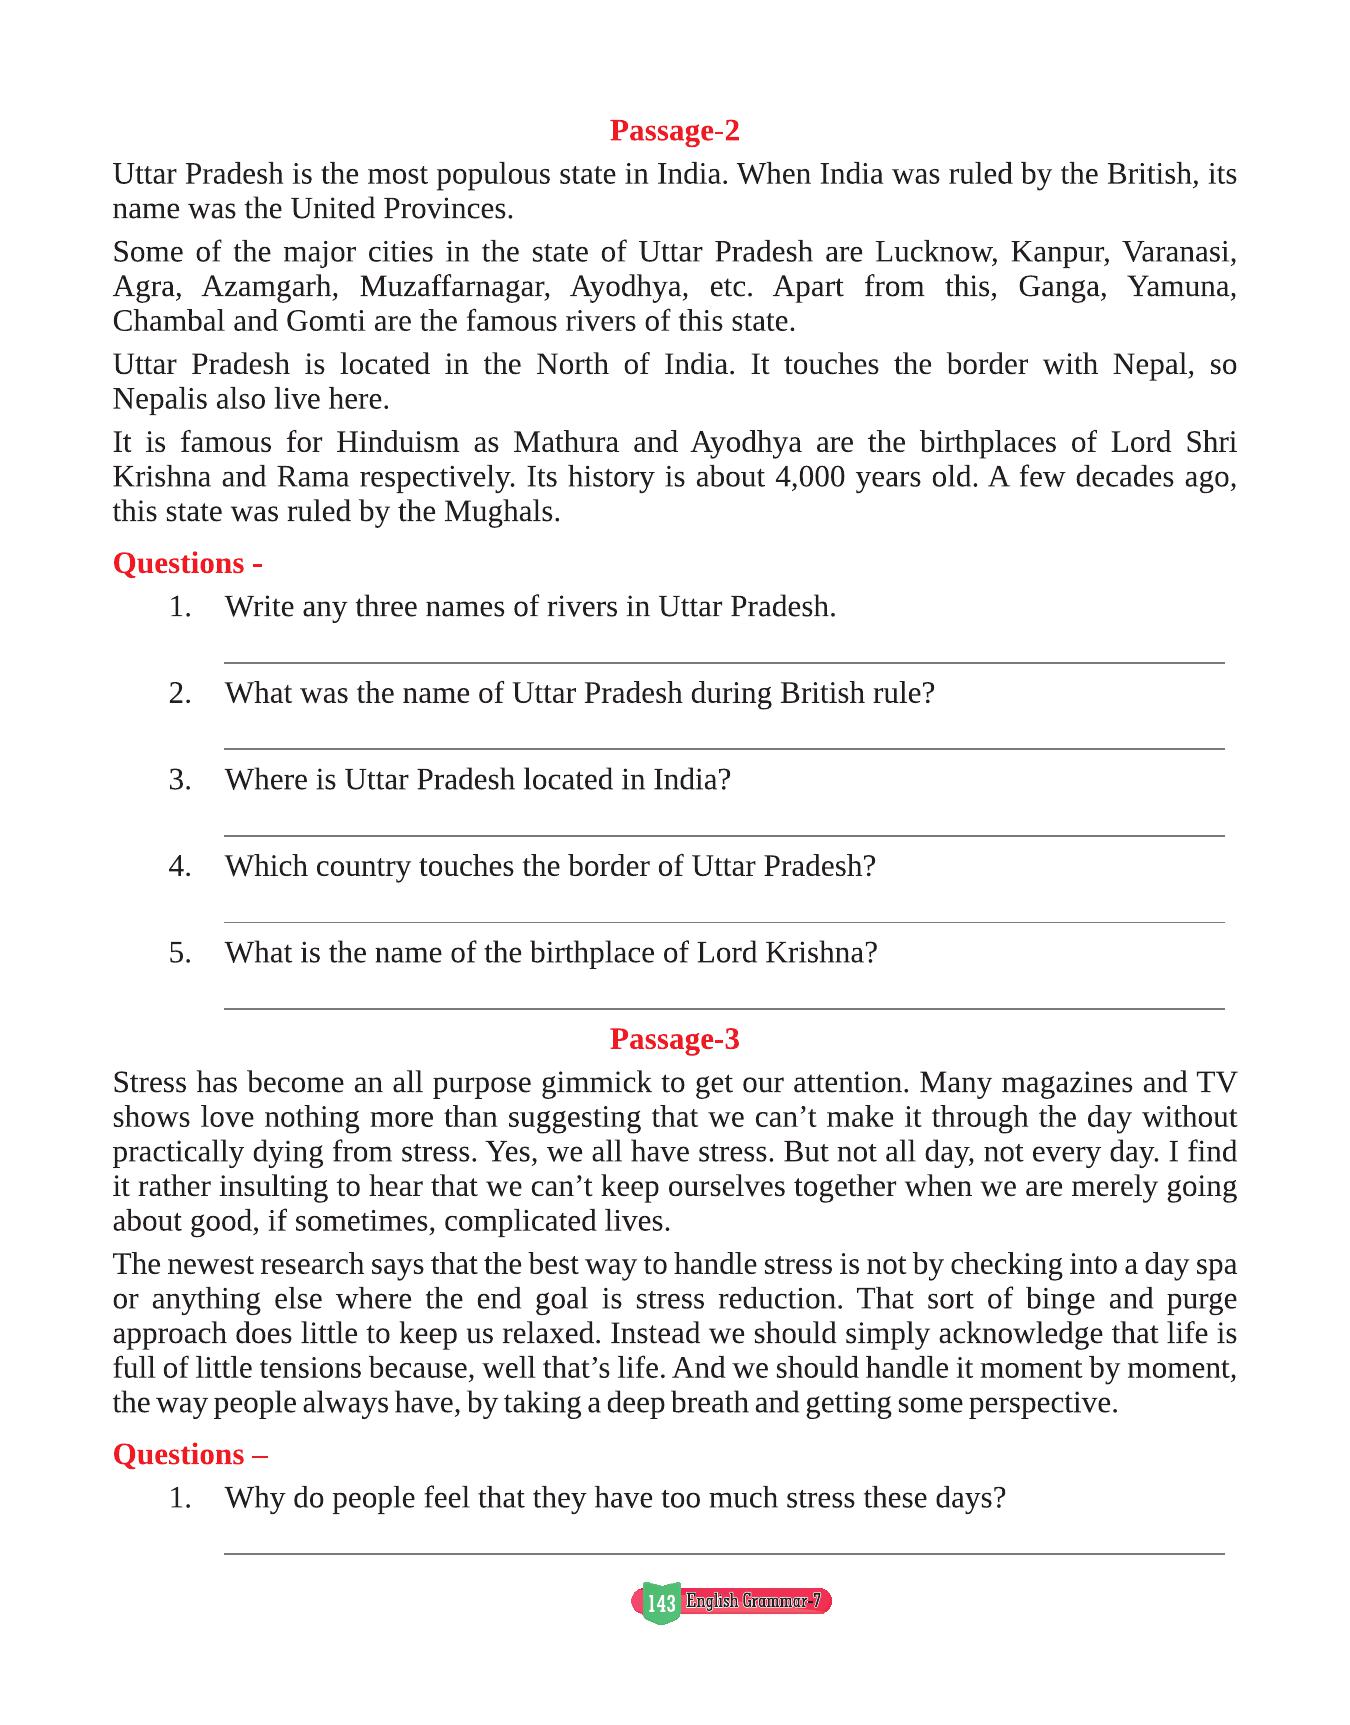 Passage-2
Uttar Pradesh is the most populous state in India. When India was ruled by the British, its
name was the United Provinces.
Some of the major cities in the state of Uttar Pradesh are Lucknow, Kanpur, Varanasi,
Agra, Azamgarh, Muzaffarnagar, Ayodhya, etc. Apart from this, Ganga, Yamuna,
Chambal and Gomti are the famous rivers of this state.
Uttar Pradesh is located in the North of India. It touches the border with Nepal, so
Nepalis also live here.
It is famous for Hinduism as Mathura and Ayodhya are the birthplaces of Lord Shri
Krishna and Rama respectively. Its history is about 4,000 years old. A few decades ago,
this state was ruled by the Mughals.
Questions -
1. Write any three names of rivers in Uttar Pradesh.
2. What was the name of Uttar Pradesh during British rule?
3. Where is Uttar Pradesh located in India?
4. Which country touches the border of Uttar Pradesh?
5. What is the name of the birthplace of Lord Krishna?
Passage-3
Stress has become an all purpose gimmick to get our attention. Many magazines and TV
shows love nothing more than suggesting that we can’t make it through the day without
practically dying from stress. Yes, we all have stress. But not all day, not every day. I find
it rather insulting to hear that we can’t keep ourselves together when we are merely going
about good, if sometimes, complicated lives.
The newest research says that the best way to handle stress is not by checking into a day spa
or anything else where the end goal is stress reduction. That sort of binge and purge
approach does little to keep us relaxed. Instead we should simply acknowledge that life is
full of little tensions because, well that’s life. And we should handle it moment by moment,
the way people always have, by taking a deep breath and getting some perspective.
Questions –
1. Why do people feel that they have too much stress these days?
143 English Grammar-7